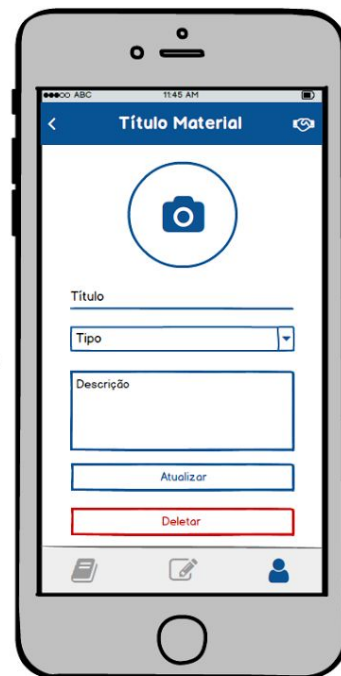 ABC 11:45 AM
Título Material
Título
Tipo
Descrição
Atualizar
Deletar